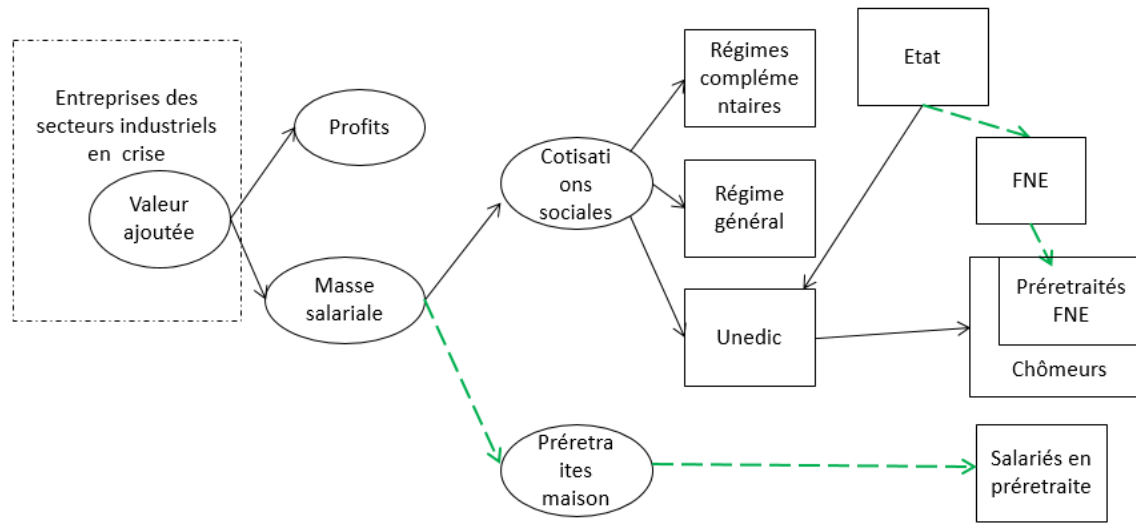 Entreprises des
secteurs industriels
en crise
Valeur
ajoutée
Profits
Masse
salariale
Cotisati
ons
sociales
Régimes
compléme
ntaires
Régime
général
Unedic
Etat
FNE
Préretraités
FNE
Chômeurs
Préretra
ites
maison
Salariés en
préretraite